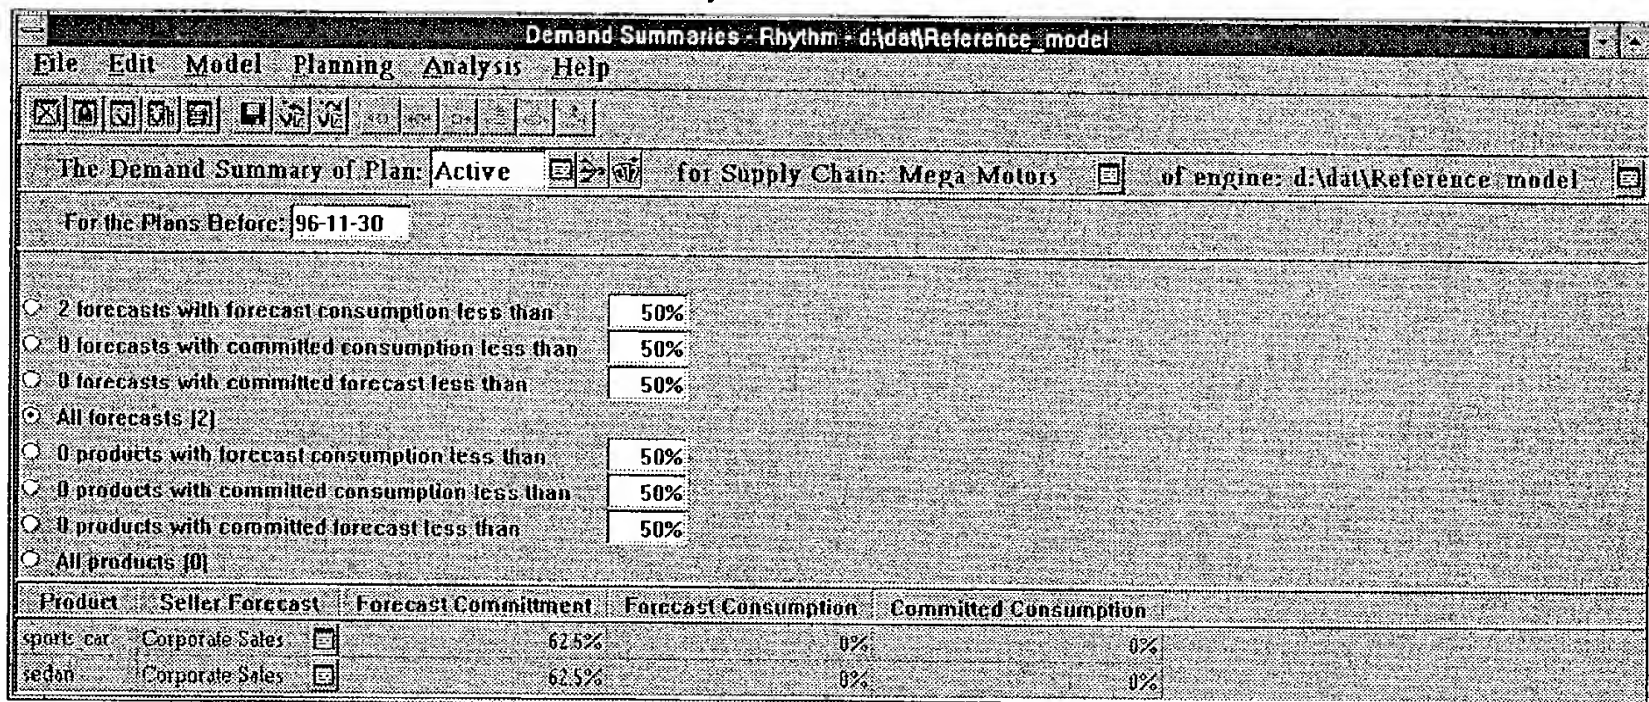 Demand Summaries - Rhythm - d:\dat\Reference_model
File Edit Model Planning Analysis Help
The Demand Summary of Plan: Active for Supply Chain: Mega Motors of engine: d:\dat\Reference_model
For the Plans Before: 96-11-30
2 forecasts with forecast consumption less than 50%
0 forecasts with committed consumption less than 50%
0 forecasts with committed forecast less than 50%
All forecasts [2]
0 products with forecast consumption less than 50%
0 products with committed consumption less than 50%
0 products with committed forecast less than 50%
All products [0]
Product Seller Forecast Forecast Committment Forecast Consumption Committed Consumption
sports_car Corporate Sales 62.5% 0% 0%
sedan Corporate Sales 62.5% 0% 0%